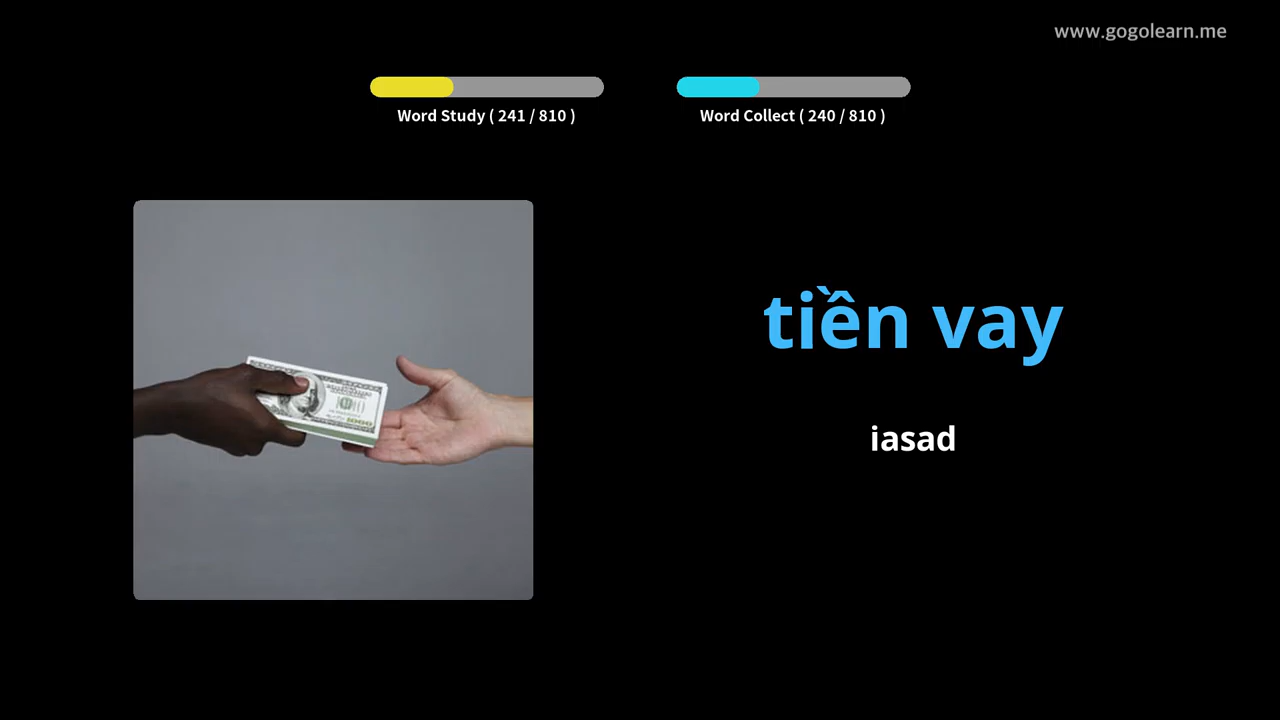 www.gogolearn.me
Word Study ( 241 / 810 )
Word Collect ( 240 / 810 )
tiền vay
iasad